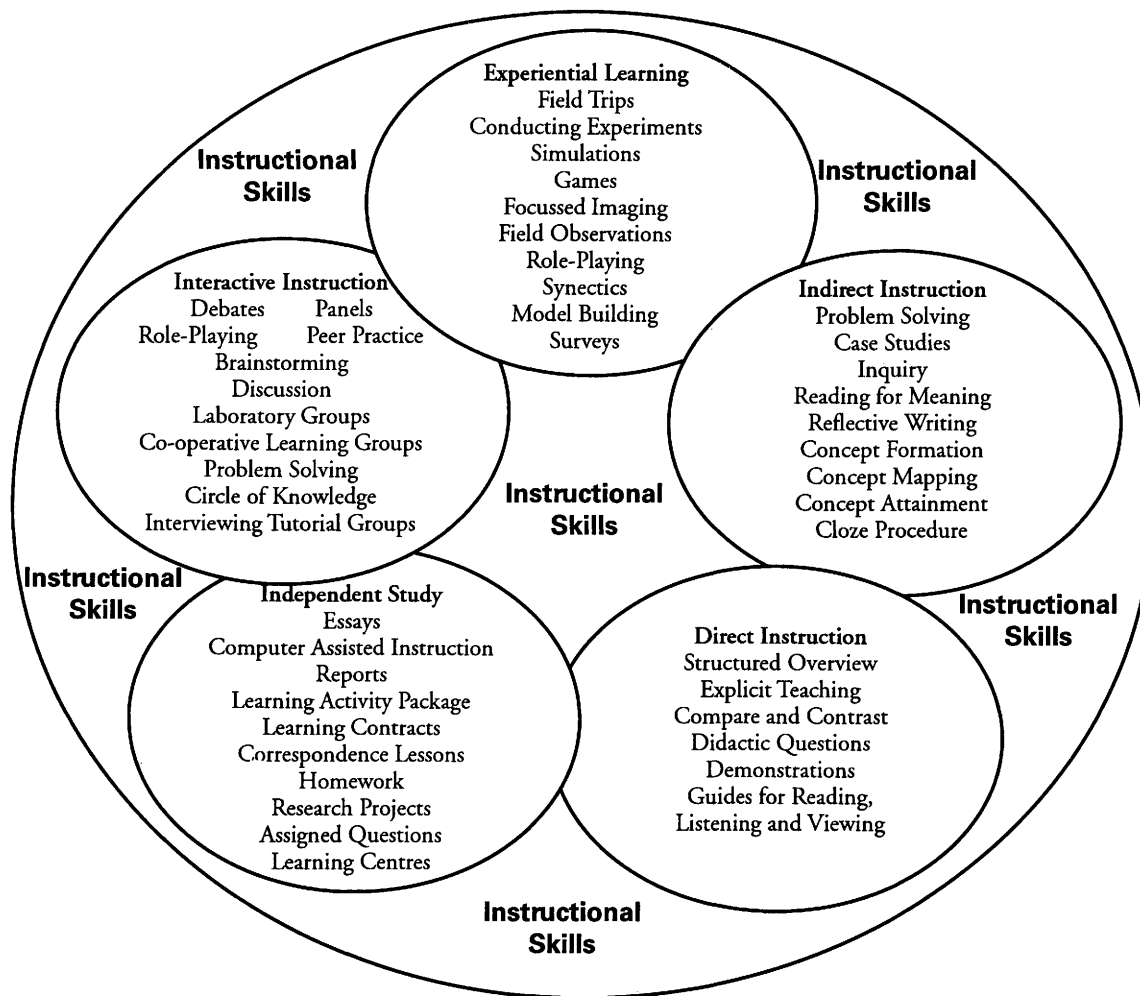 Experiential Learning
Field Trips
Conducting Experiments
Simulations
Games
Focussed Imaging
Field Observations
Role-Playing
Synectics
Model Building
Surveys
Instructional
Skills
Instructional
Skills
Interactive Instruction
Debates Panels
Role-Playing Peer Practice
Brainstorming
Discussion
Laboratory Groups
Co-operative Learning Groups
Problem Solving
Circle of Knowledge
Interviewing Tutorial Groups
Indirect Instruction
Problem Solving
Case Studies
Inquiry
Reading for Meaning
Reflective Writing
Concept Formation
Concept Mapping
Concept Attainment
Cloze Procedure
Instructional
Skills
Instructional
Skills
Independent Study
Essays
Computer Assisted Instruction
Reports
Learning Activity Package
Learning Contracts
Correspondence Lessons
Homework
Research Projects
Assigned Questions
Learning Centres
Direct Instruction
Structured Overview
Explicit Teaching
Compare and Contrast
Didactic Questions
Demonstrations
Guides for Reading,
Listening and Viewing
Instructional
Skills
Instructional
Skills